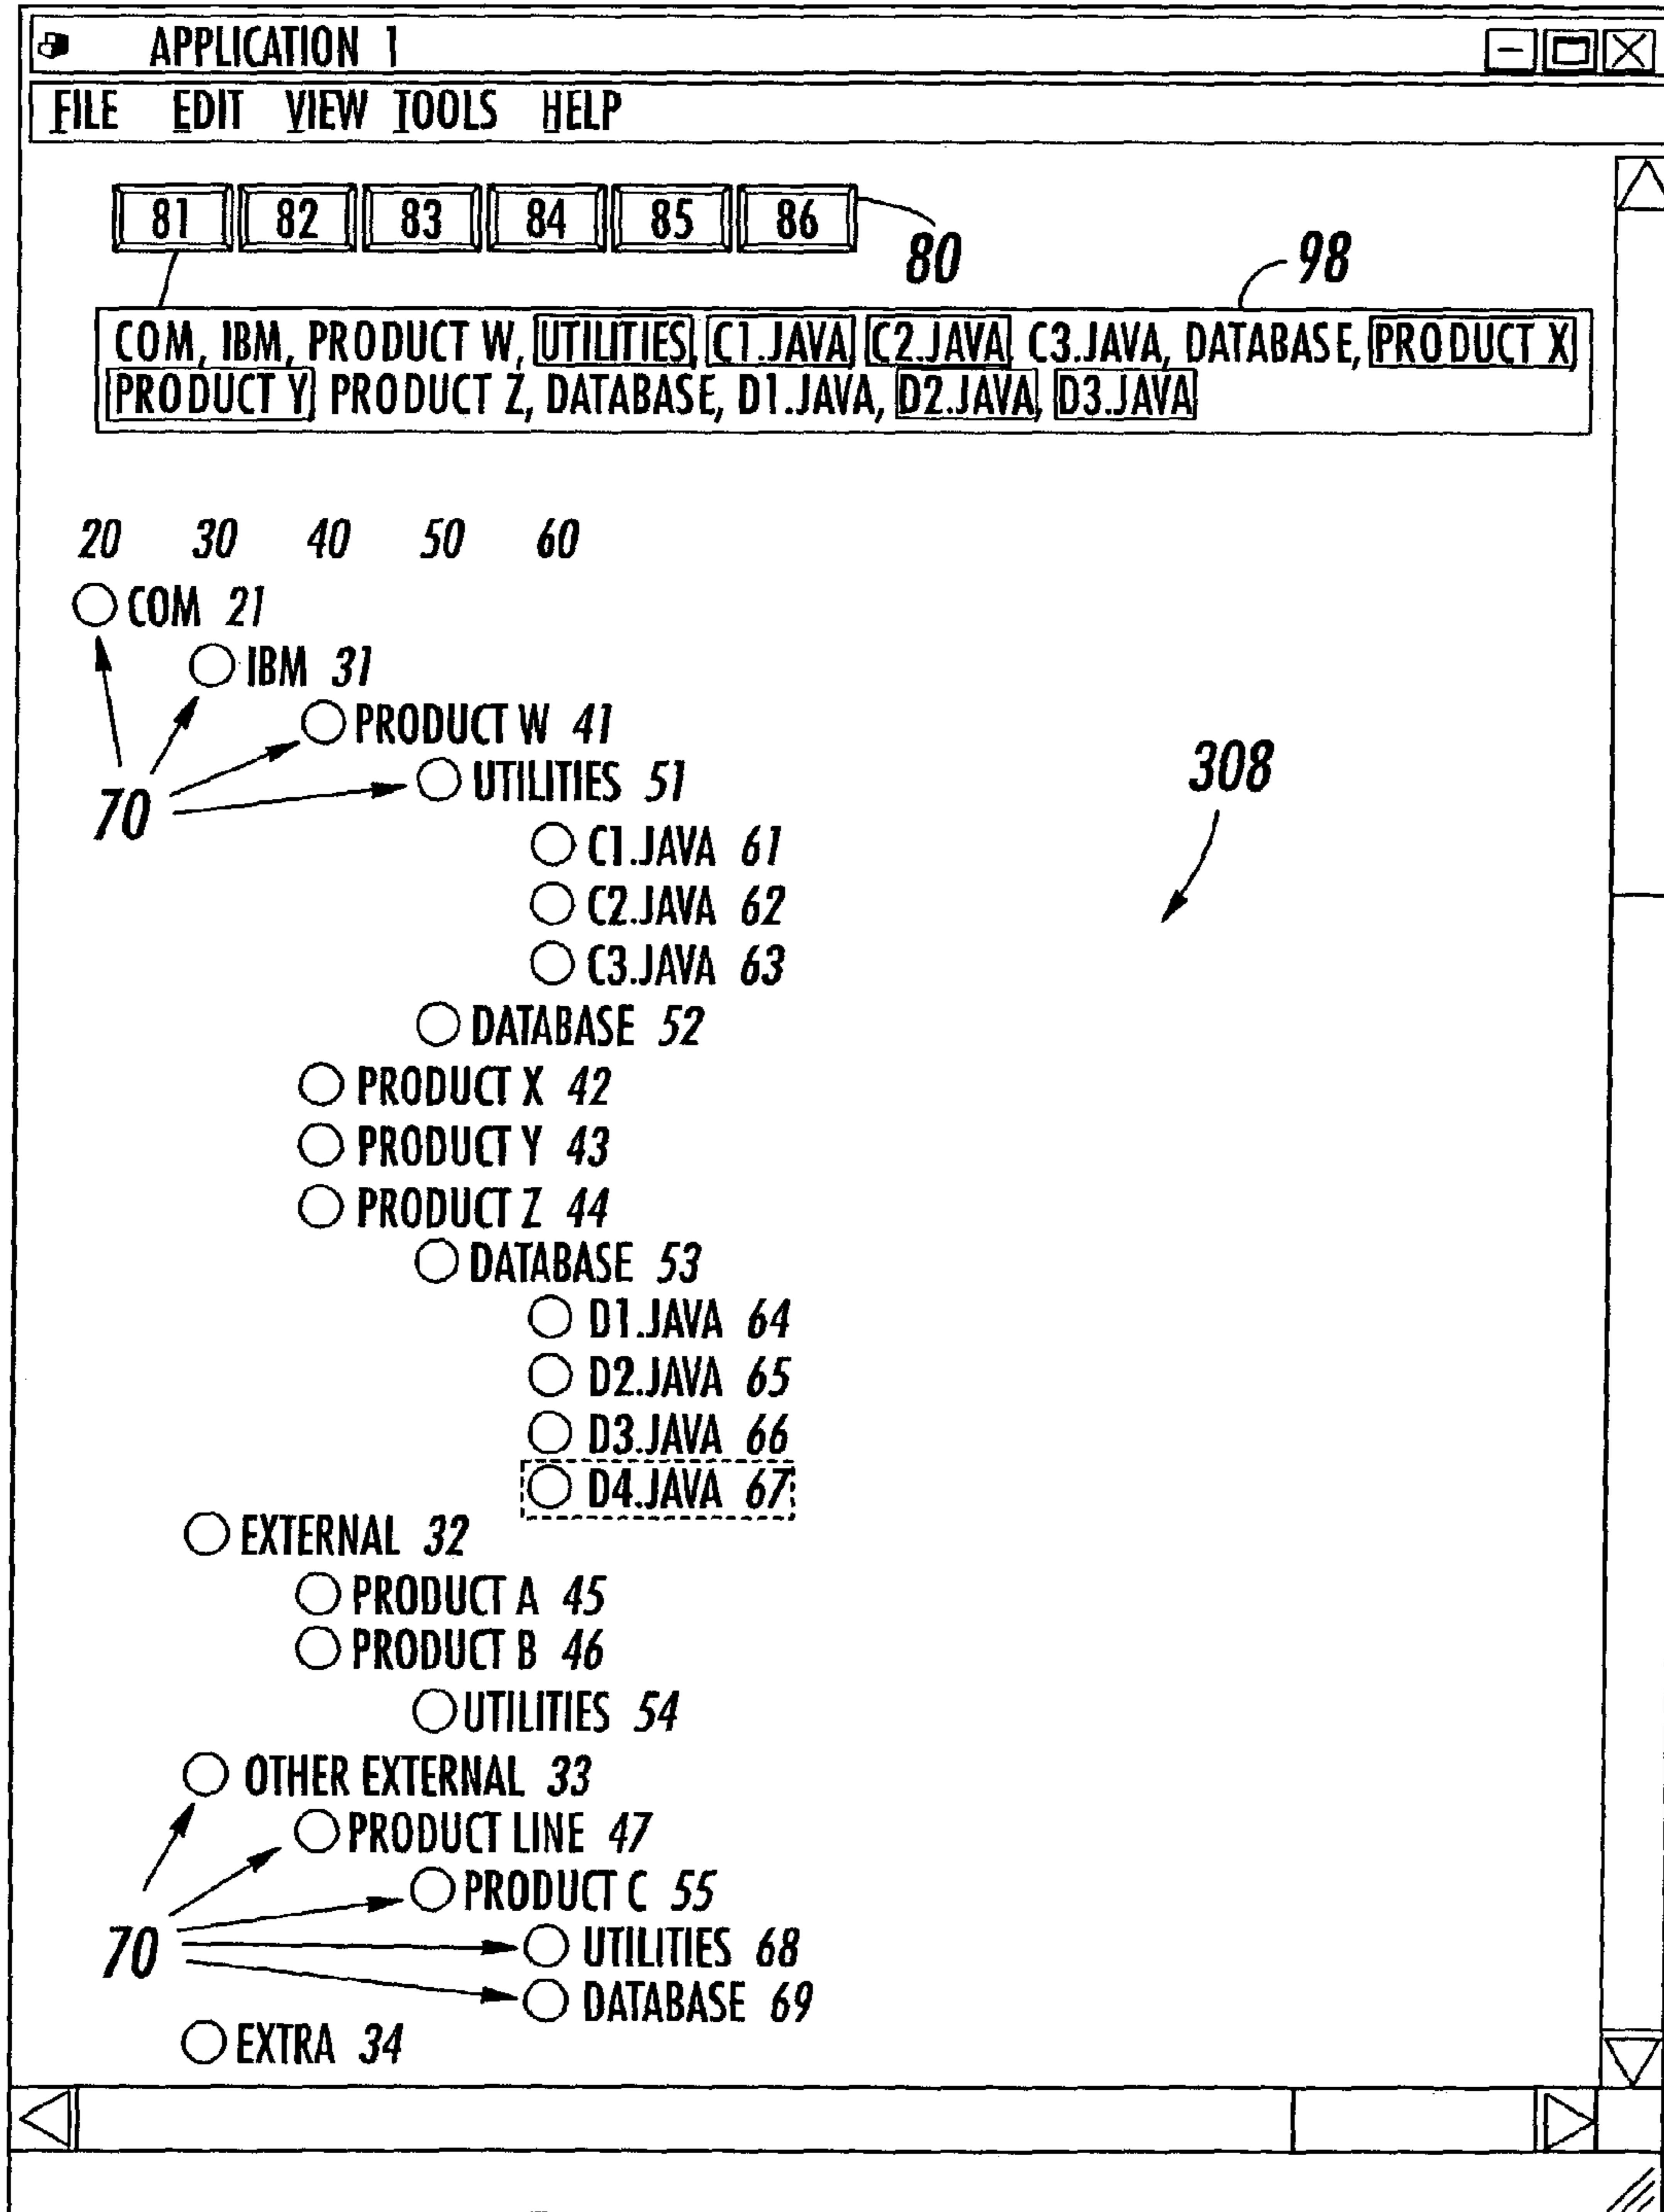 APPLICATION 1
FILE EDIT VIEW TOOLS HELP
81 82 83 84 85 86
80
98
COM, IBM, PRODUCT W, UTILITIES, C1.JAVA, C2.JAVA, C3.JAVA, DATABASE, PRODUCT X,
PRODUCT Y, PRODUCT Z, DATABASE, D1.JAVA, D2.JAVA, D3.JAVA
20 30 40 50 60
COM 21
IBM 31
PRODUCT W 41
308
UTILITIES 51
70
C1.JAVA 61
C2.JAVA 62
C3.JAVA 63
DATABASE 52
PRODUCT X 42
PRODUCT Y 43
PRODUCT Z 44
DATABASE 53
D1.JAVA 64
D2.JAVA 65
D3.JAVA 66
D4.JAVA 67
EXTERNAL 32
PRODUCT A 45
PRODUCT B 46
UTILITIES 54
OTHER EXTERNAL 33
PRODUCT LINE 47
PRODUCT C 55
70
UTILITIES 68
DATABASE 69
EXTRA 34